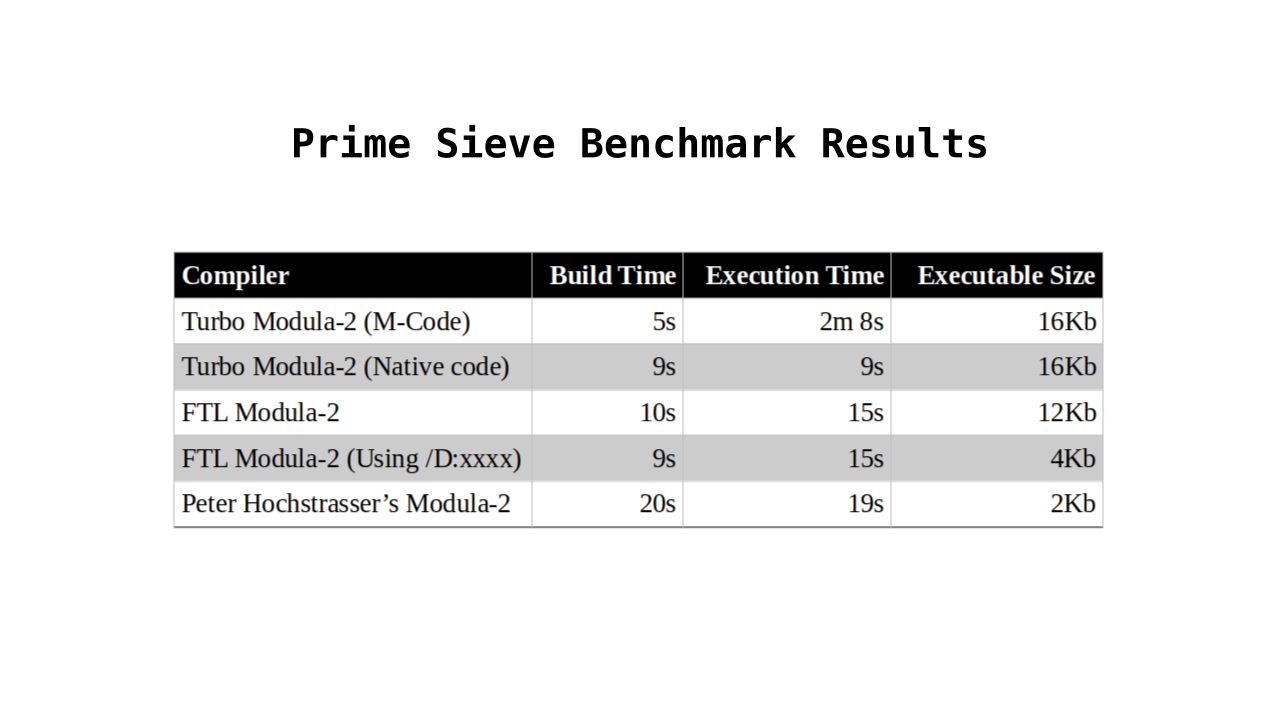 Prime Sieve Benchmark Results
Compiler Build Time Execution Time Executable Size
Turbo Modula-2 (M-Code) 5s 2m 8s 16Kb
Turbo Modula-2 (Native code) 9s 9s 16Kb
FTL Modula-2 10s 15s 12Kb
FTL Modula-2 (Using /D:xxxx) 9s 15s 4Kb
Peter Hochstrasser’s Modula-2 20s 19s 2Kb